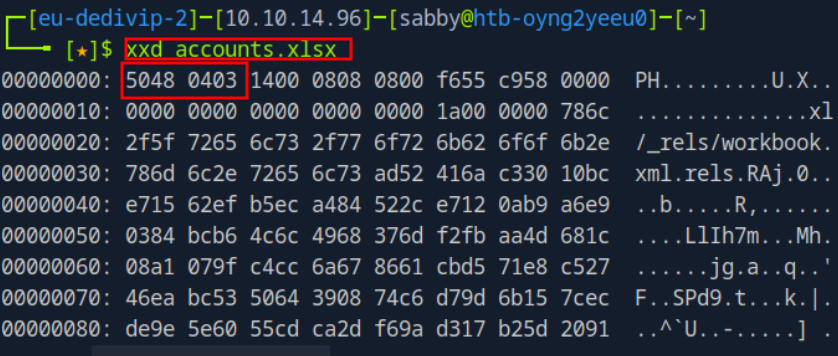 [eu-dedivip-2]-[10.10.14.96]-[sabby@htb-oyng2yeeu0]-[~]
[★]$ xxd accounts.xlsx
00000000: 5048 0403 1400 0808 0800 f655 c958 0000  PH.........U.X..
00000010: 0000 0000 0000 0000 0000 1a00 0000 786c  ..............xl
00000020: 2f5f 7265 6c73 2f77 6f72 6b62 6f6f 6b2e  /_rels/workbook.
00000030: 786d 6c2e 7265 6c73 ad52 416a c330 10bc  xml.rels.RAj.0..
00000040: e715 62ef b5ec a484 522c e712 0ab9 a6e9  ..b.....R,......
00000050: 0384 bcb6 4c6c 4968 376d f2fb aa4d 681c  ....LlIh7m...Mh.
00000060: 08a1 079f c4cc 6a67 8661 cbd5 71e8 c527  ......jg.a..q..'
00000070: 46ea bc53 5064 3908 74c6 d79d 6b15 7cec  F..SPd9.t...k.|.
00000080: de9e 5e60 55cd ca2d f69a d317 b25d 2091  ..^`U..-.....] .